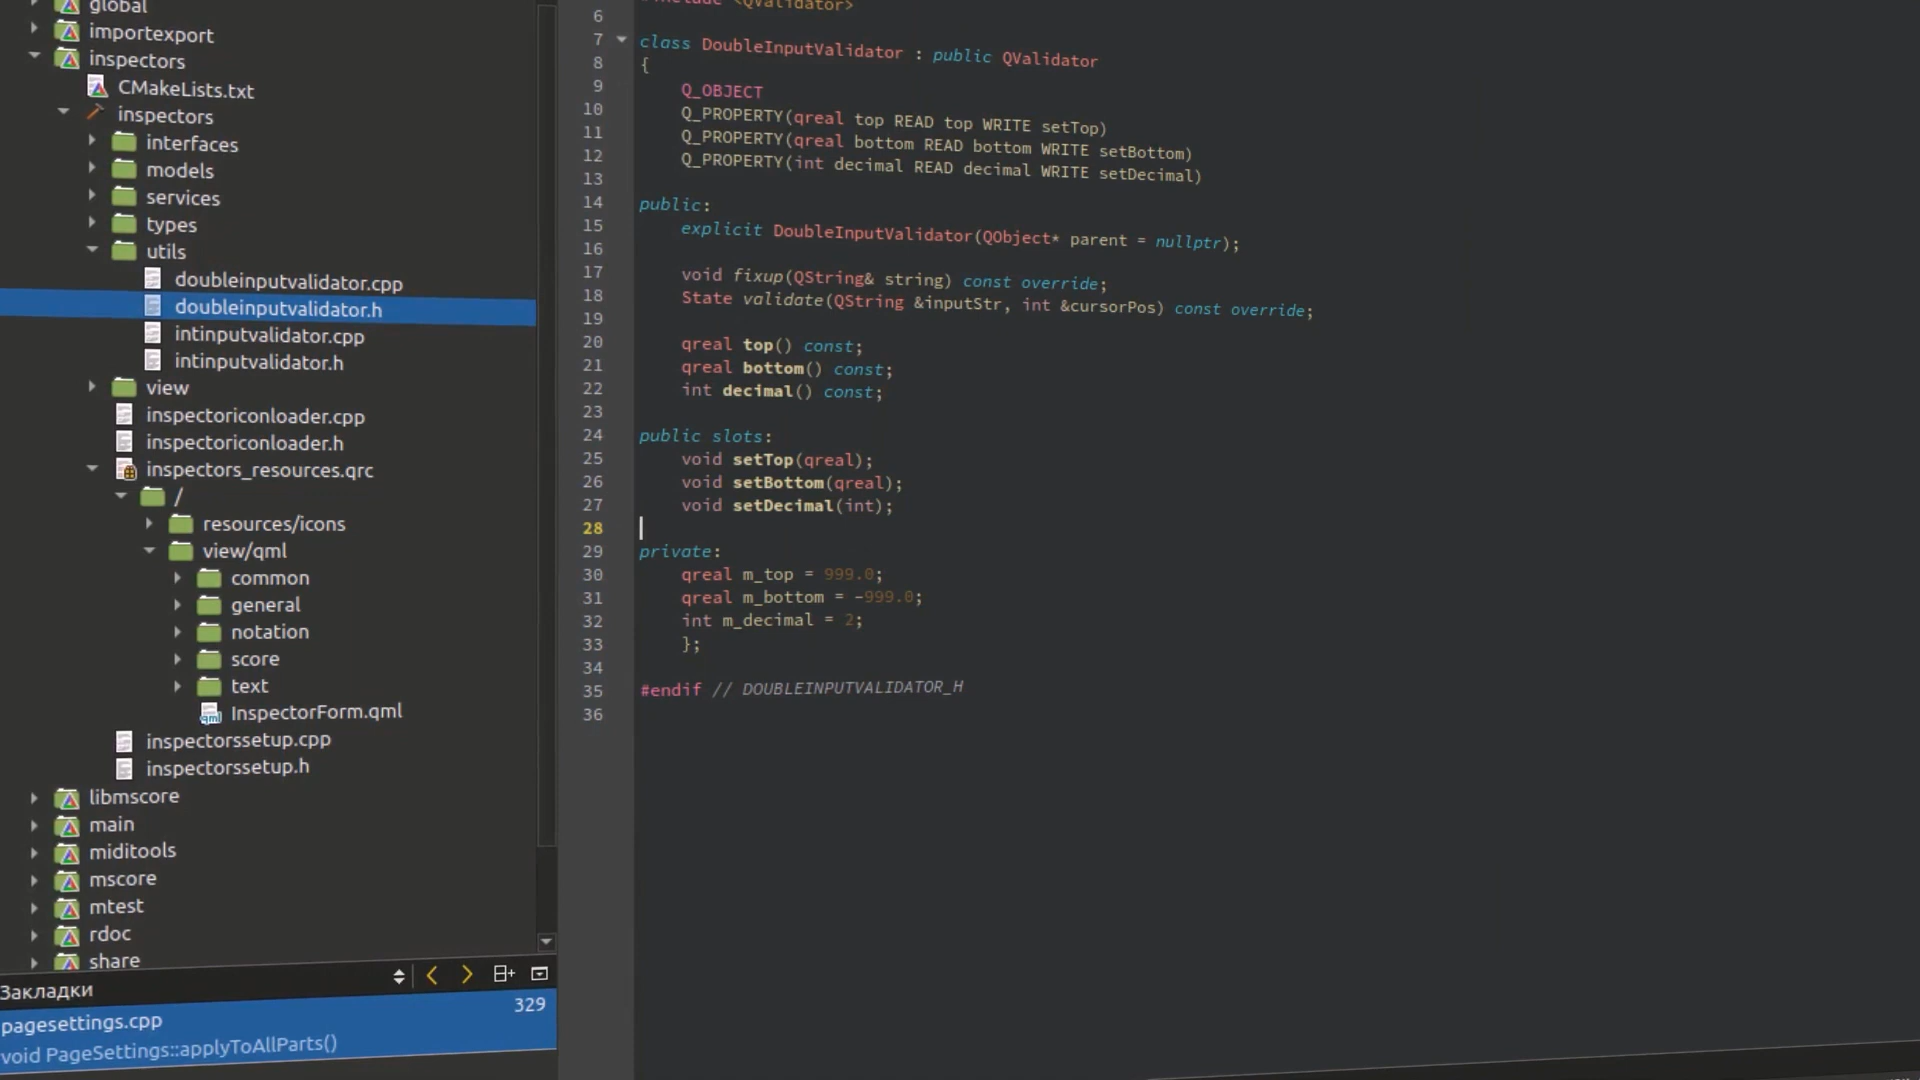 global
importexport
inspectors
CMakeLists.txt
inspectors
interfaces
models
services
types
utils
doubleinputvalidator.cpp
doubleinputvalidator.h
intinputvalidator.cpp
intinputvalidator.h
view
inspectoriconloader.cpp
inspectoriconloader.h
inspectors_resources.qrc
/
resources/icons
view/qml
common
general
notation
score
text
InspectorForm.qml
inspectorssetup.cpp
inspectorssetup.h
libmscore
main
miditools
mscore
mtest
rdoc
share
Закладки
pagesettings.cpp 329
void PageSettings::applyToAllParts()
#include <QValidator>
6
7 class DoubleInputValidator : public QValidator
8 {
9 Q_OBJECT
10 Q_PROPERTY(qreal top READ top WRITE setTop)
11 Q_PROPERTY(qreal bottom READ bottom WRITE setBottom)
12 Q_PROPERTY(int decimal READ decimal WRITE setDecimal)
13
14 public:
15 explicit DoubleInputValidator(QObject* parent = nullptr);
16
17 void fixup(QString& string) const override;
18 State validate(QString &inputStr, int &cursorPos) const override;
19
20 qreal top() const;
21 qreal bottom() const;
22 int decimal() const;
23
24 public slots:
25 void setTop(qreal);
26 void setBottom(qreal);
27 void setDecimal(int);
28
29 private:
30 qreal m_top = 999.0;
31 qreal m_bottom = -999.0;
32 int m_decimal = 2;
33 };
34
35 #endif // DOUBLEINPUTVALIDATOR_H
36